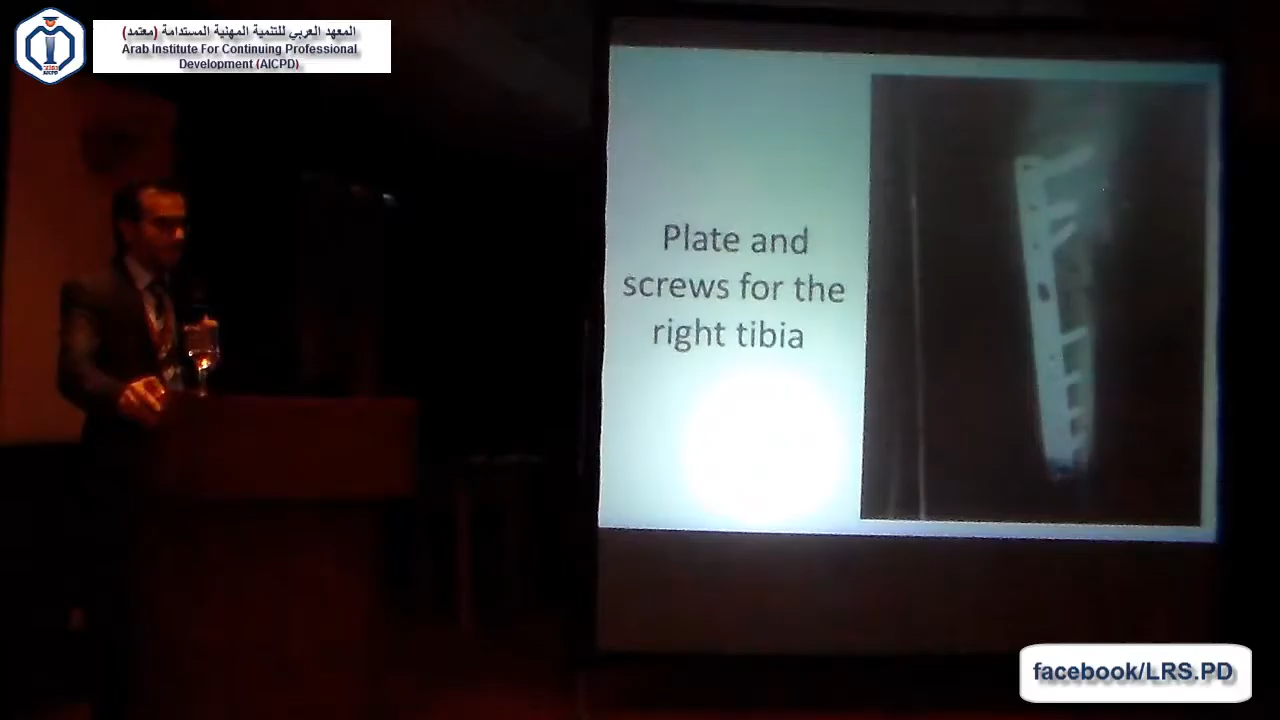 المعهد العربي للتنمية المهنية المستدامة (معتمد)
Arab Institute For Continuing Professional
Development (AICPD)
AICPD
Plate and
screws for the
right tibia
facebook/LRS.PD